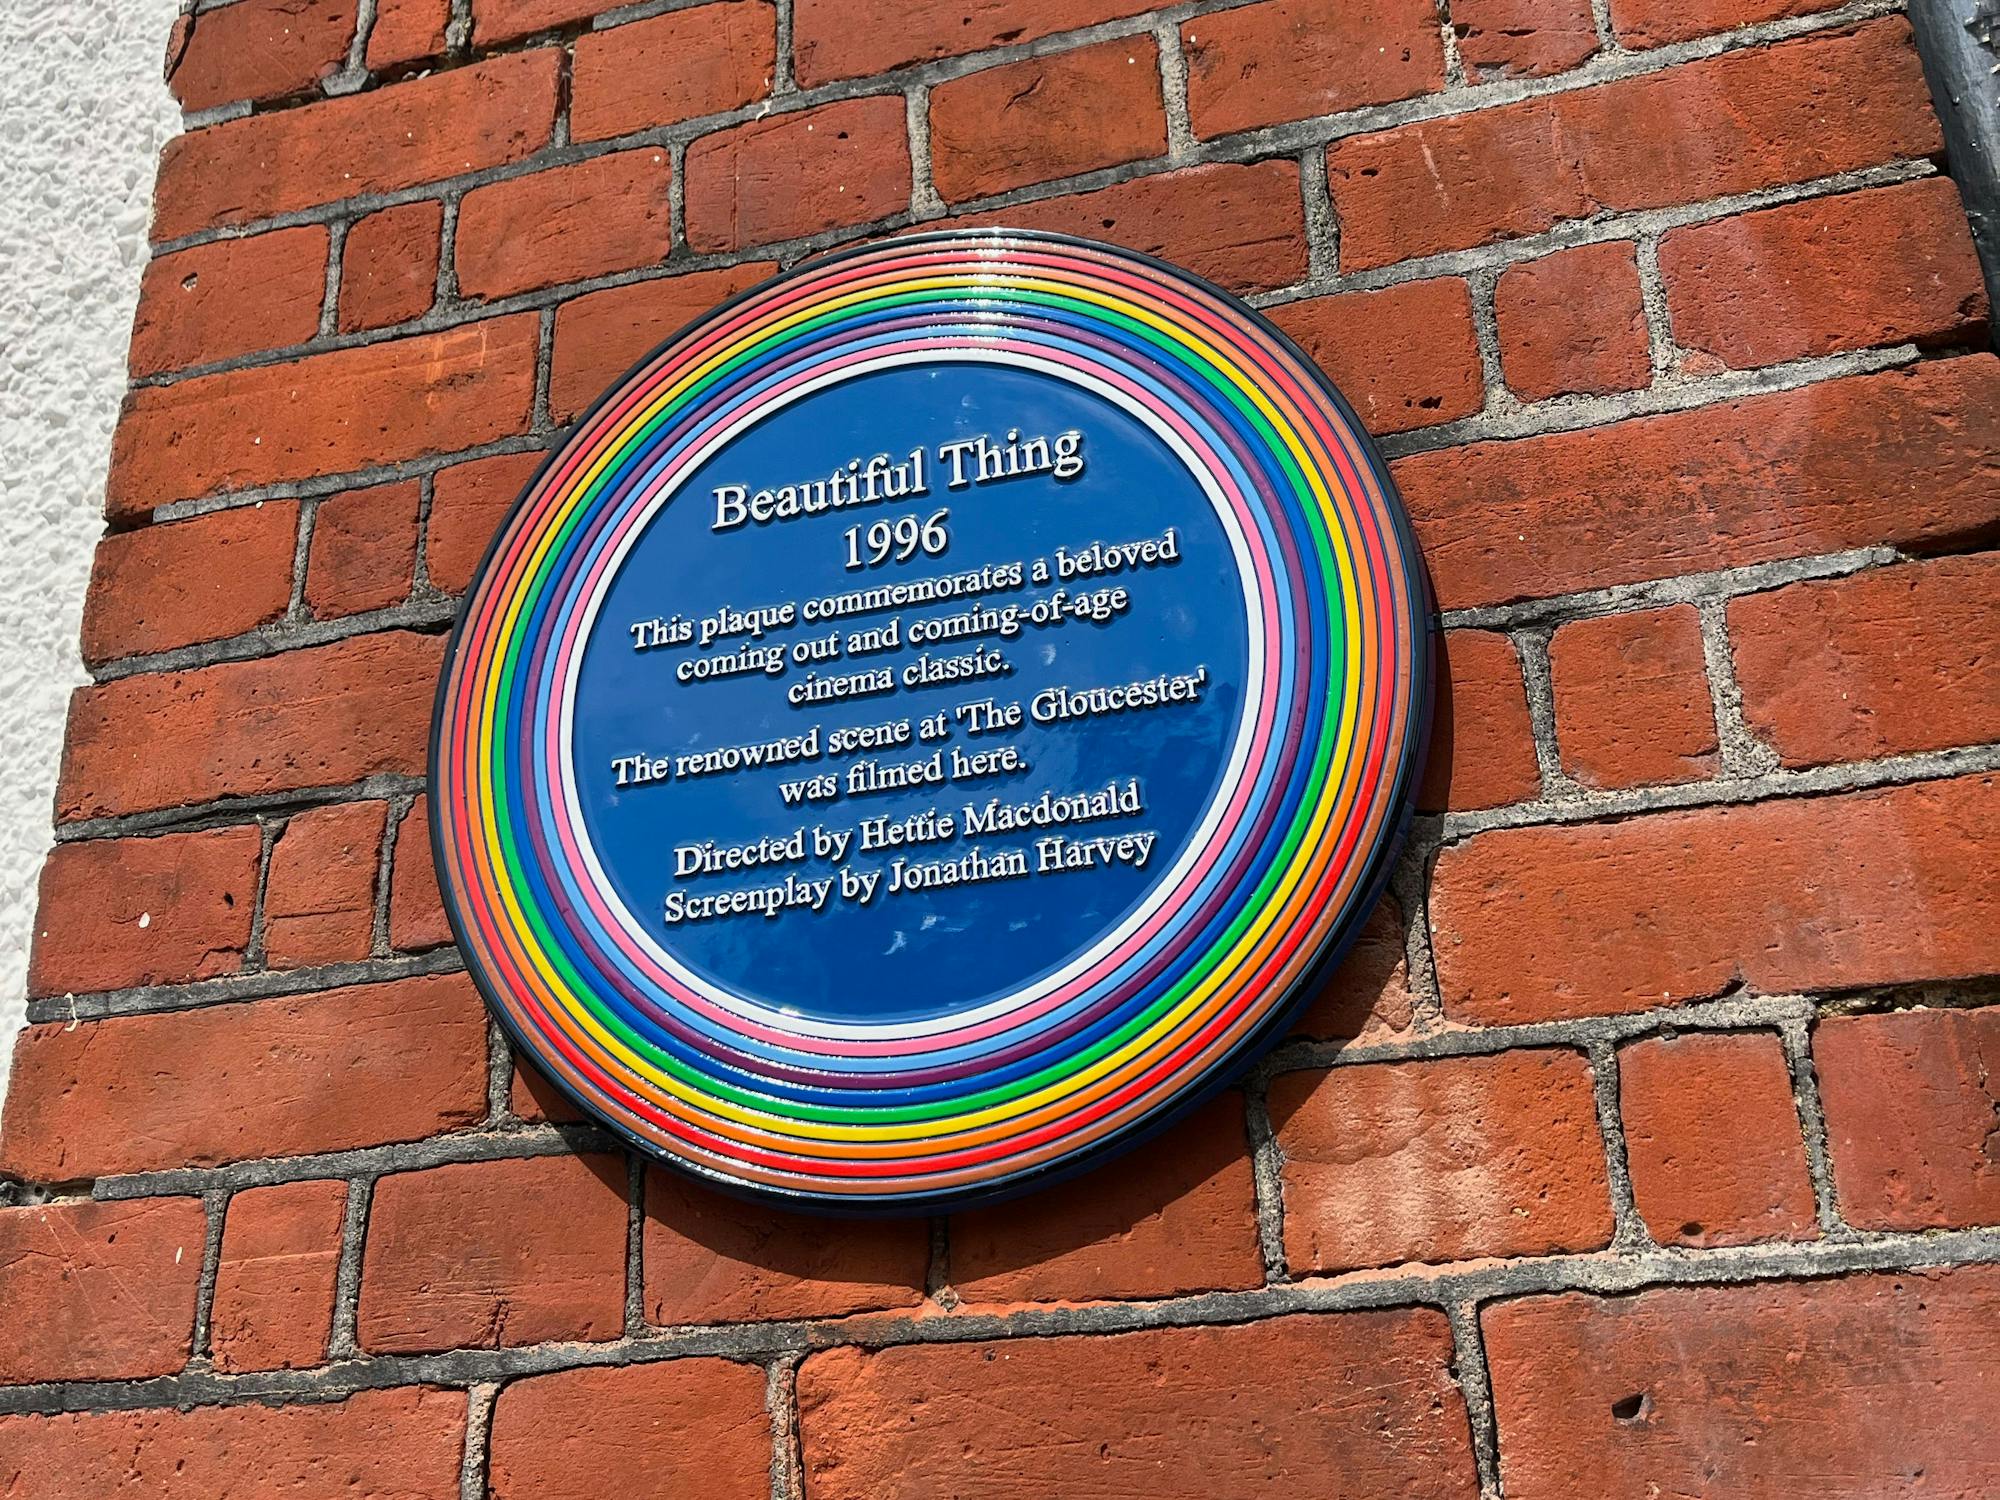 Beautiful Thing
1996
This plaque commemorates a beloved
coming out and coming-of-age
cinema classic.
The renowned scene at 'The Gloucester'
was filmed here.
Directed by Hettie Macdonald
Screenplay by Jonathan Harvey